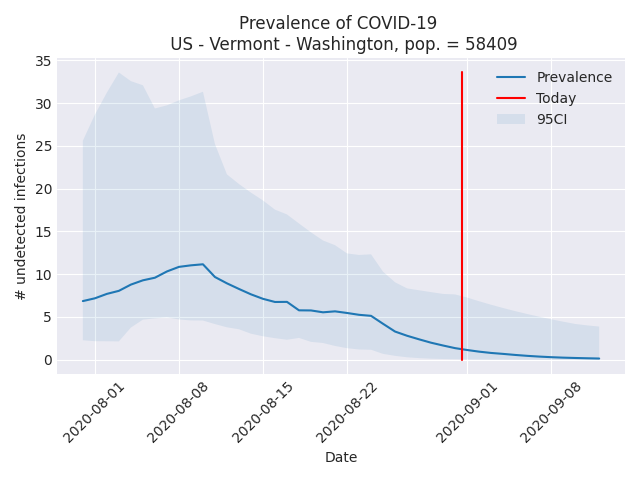 Prevalence of COVID-19
US - Vermont - Washington, pop. = 58409
35
30
25
20
15
10
5
0
# undetected infections
Prevalence
Today
95CI
2020-08-01
2020-08-08
2020-08-15
2020-08-22
2020-09-01
2020-09-08
Date